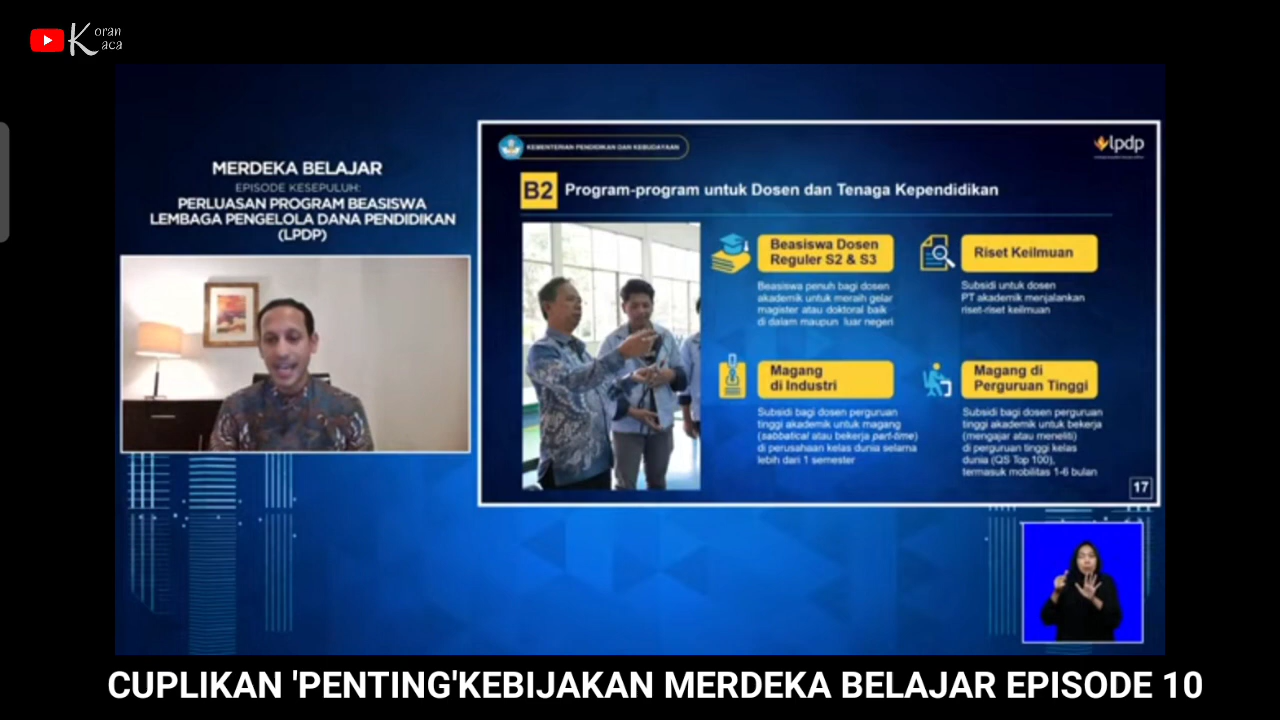 Koran
Kaca
MERDEKA BELAJAR
EPISODE KESEPULUH:
PERLUASAN PROGRAM BEASISWA
LEMBAGA PENGELOLA DANA PENDIDIKAN
(LPDP)
KEMENTERIAN PENDIDIKAN DAN KEBUDAYAAN
lpdp
B2 Program-program untuk Dosen dan Tenaga Kependidikan
Beasiswa Dosen
Reguler S2 & S3
Beasiswa penuh bagi dosen
akademik untuk meraih gelar
magister atau doktoral baik
di dalam maupun luar negeri
Riset Keilmuan
Subsidi untuk dosen
PT akademik menjalankan
riset-riset keilmuan
Magang
di Industri
Subsidi bagi dosen perguruan
tinggi akademik untuk magang
(sabbatical atau bekerja part-time)
di perusahaan kelas dunia selama
lebih dari 1 semester
Magang di
Perguruan Tinggi
Subsidi bagi dosen perguruan
tinggi akademik untuk bekerja
(mengajar atau meneliti)
di perguruan tinggi kelas
dunia (QS Top 100),
termasuk mobilitas 1-6 bulan
17
CUPLIKAN 'PENTING'KEBIJAKAN MERDEKA BELAJAR EPISODE 10